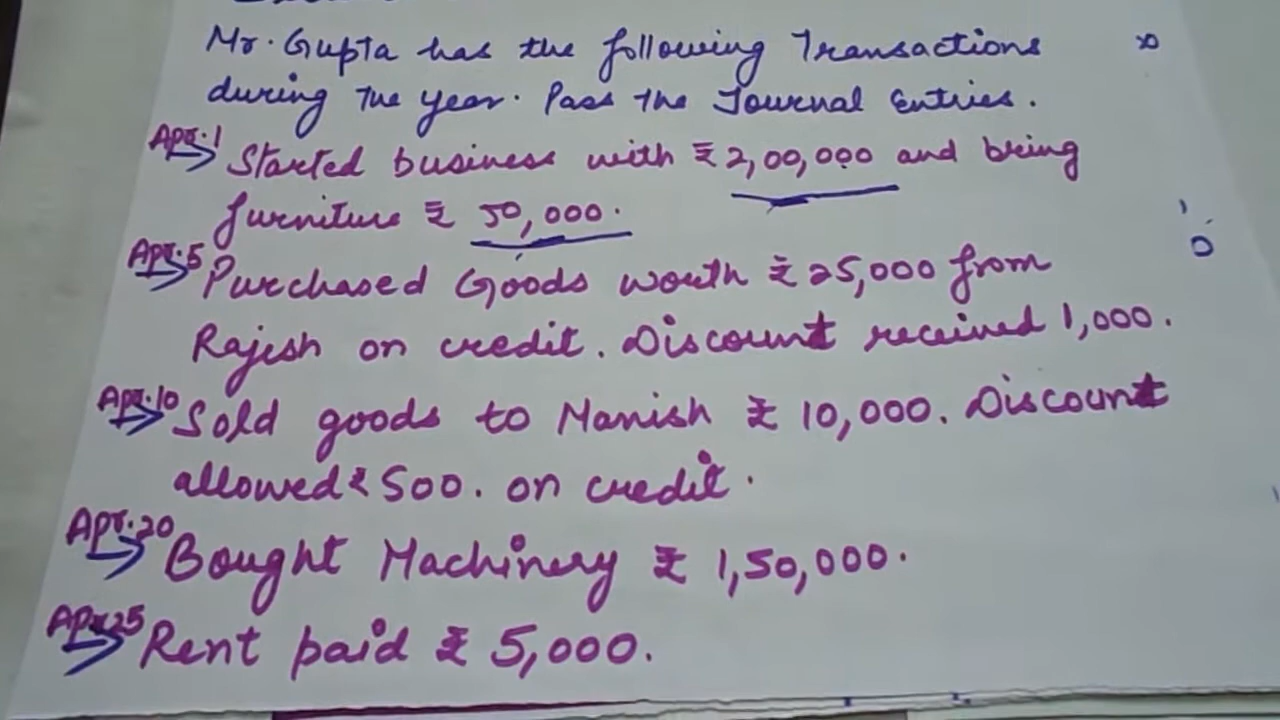 Mr. Gupta has the following Transactions
during the year. Pass the Journal Entries.
Apr.1 Started business with ₹ 2,00,000 and bring
furniture ₹ 50,000.
Apr.5 Purchased Goods worth ₹ 25,000 from
Rajesh on credit. Discount received 1,000.
Apr.10 Sold goods to Manish ₹ 10,000. Discount
allowed ₹ 500. on credit.
Apr.20 Bought Machinery ₹ 1,50,000.
Apr.25 Rent paid ₹ 5,000.